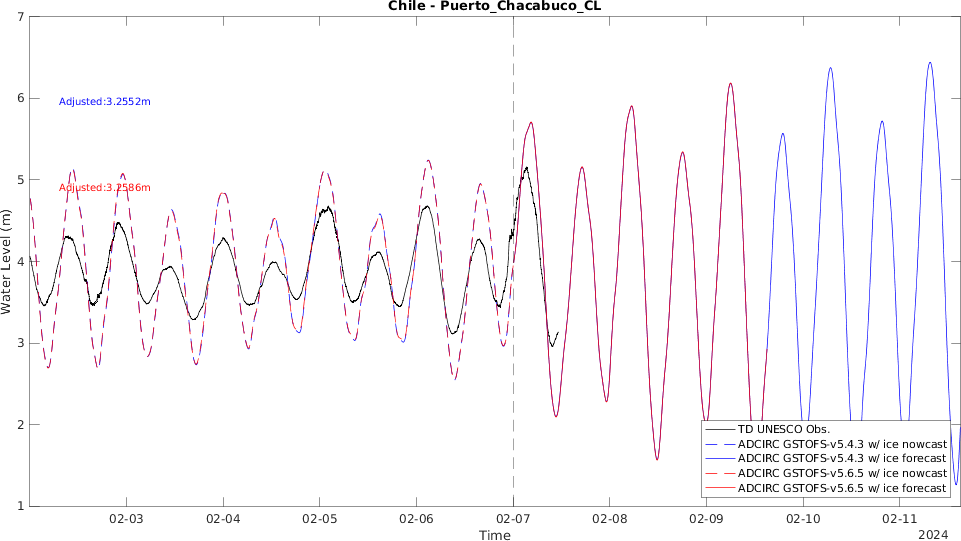 Chile - Puerto_Chacabuco_CL
7
6
5
4
3
2
1
Water Level (m)
Adjusted:3.2552m
Adjusted:3.2586m
TD UNESCO Obs.
ADCIRC GSTOFS-v5.4.3 w/ ice nowcast
ADCIRC GSTOFS-v5.4.3 w/ ice forecast
ADCIRC GSTOFS-v5.6.5 w/ ice nowcast
ADCIRC GSTOFS-v5.6.5 w/ ice forecast
02-03 02-04 02-05 02-06 02-07 02-08 02-09 02-10 02-11
Time
2024